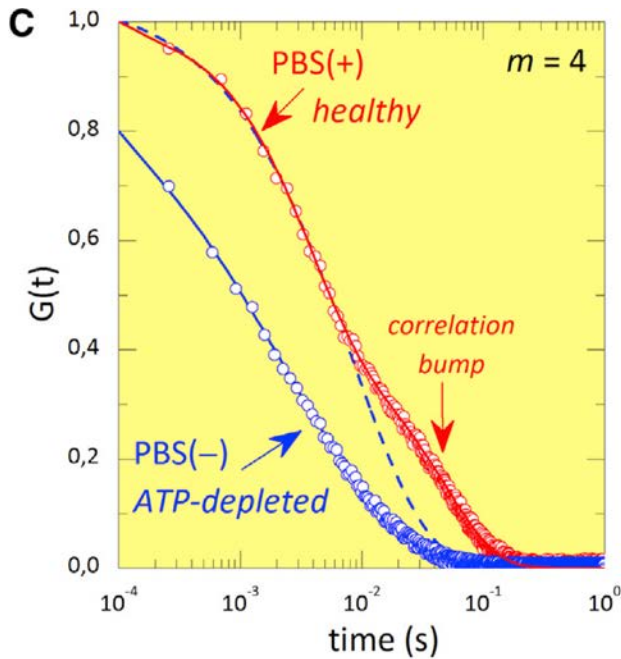 C
1,0
0,8
0,6
0,4
0,2
0,0
G(t)
PBS(+)
healthy
m = 4
correlation
bump
PBS(−)
ATP-depleted
10⁻⁴
10⁻³
10⁻²
10⁻¹
10⁰
time (s)